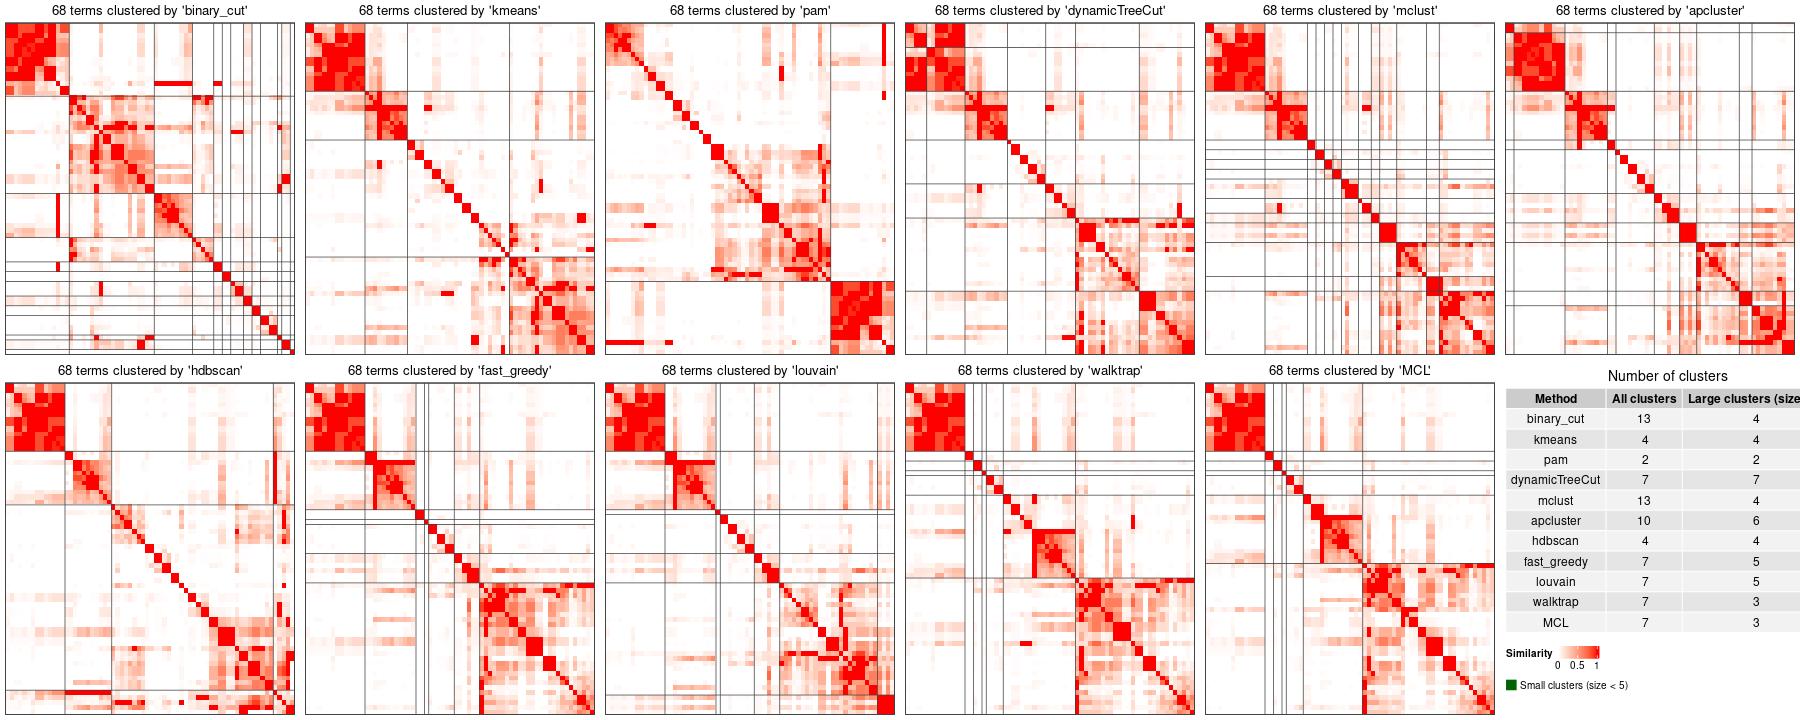 68 terms clustered by 'binary_cut'
68 terms clustered by 'kmeans'
68 terms clustered by 'pam'
68 terms clustered by 'dynamicTreeCut'
68 terms clustered by 'mclust'
68 terms clustered by 'apcluster'
68 terms clustered by 'hdbscan'
68 terms clustered by 'fast_greedy'
68 terms clustered by 'louvain'
68 terms clustered by 'walktrap'
68 terms clustered by 'MCL'
Number of clusters
Method All clusters Large clusters (size
binary_cut 13 4
kmeans 4 4
pam 2 2
dynamicTreeCut 7 7
mclust 13 4
apcluster 10 6
hdbscan 4 4
fast_greedy 7 5
louvain 7 5
walktrap 7 3
MCL 7 3
Similarity
0 0.5 1
Small clusters (size < 5)